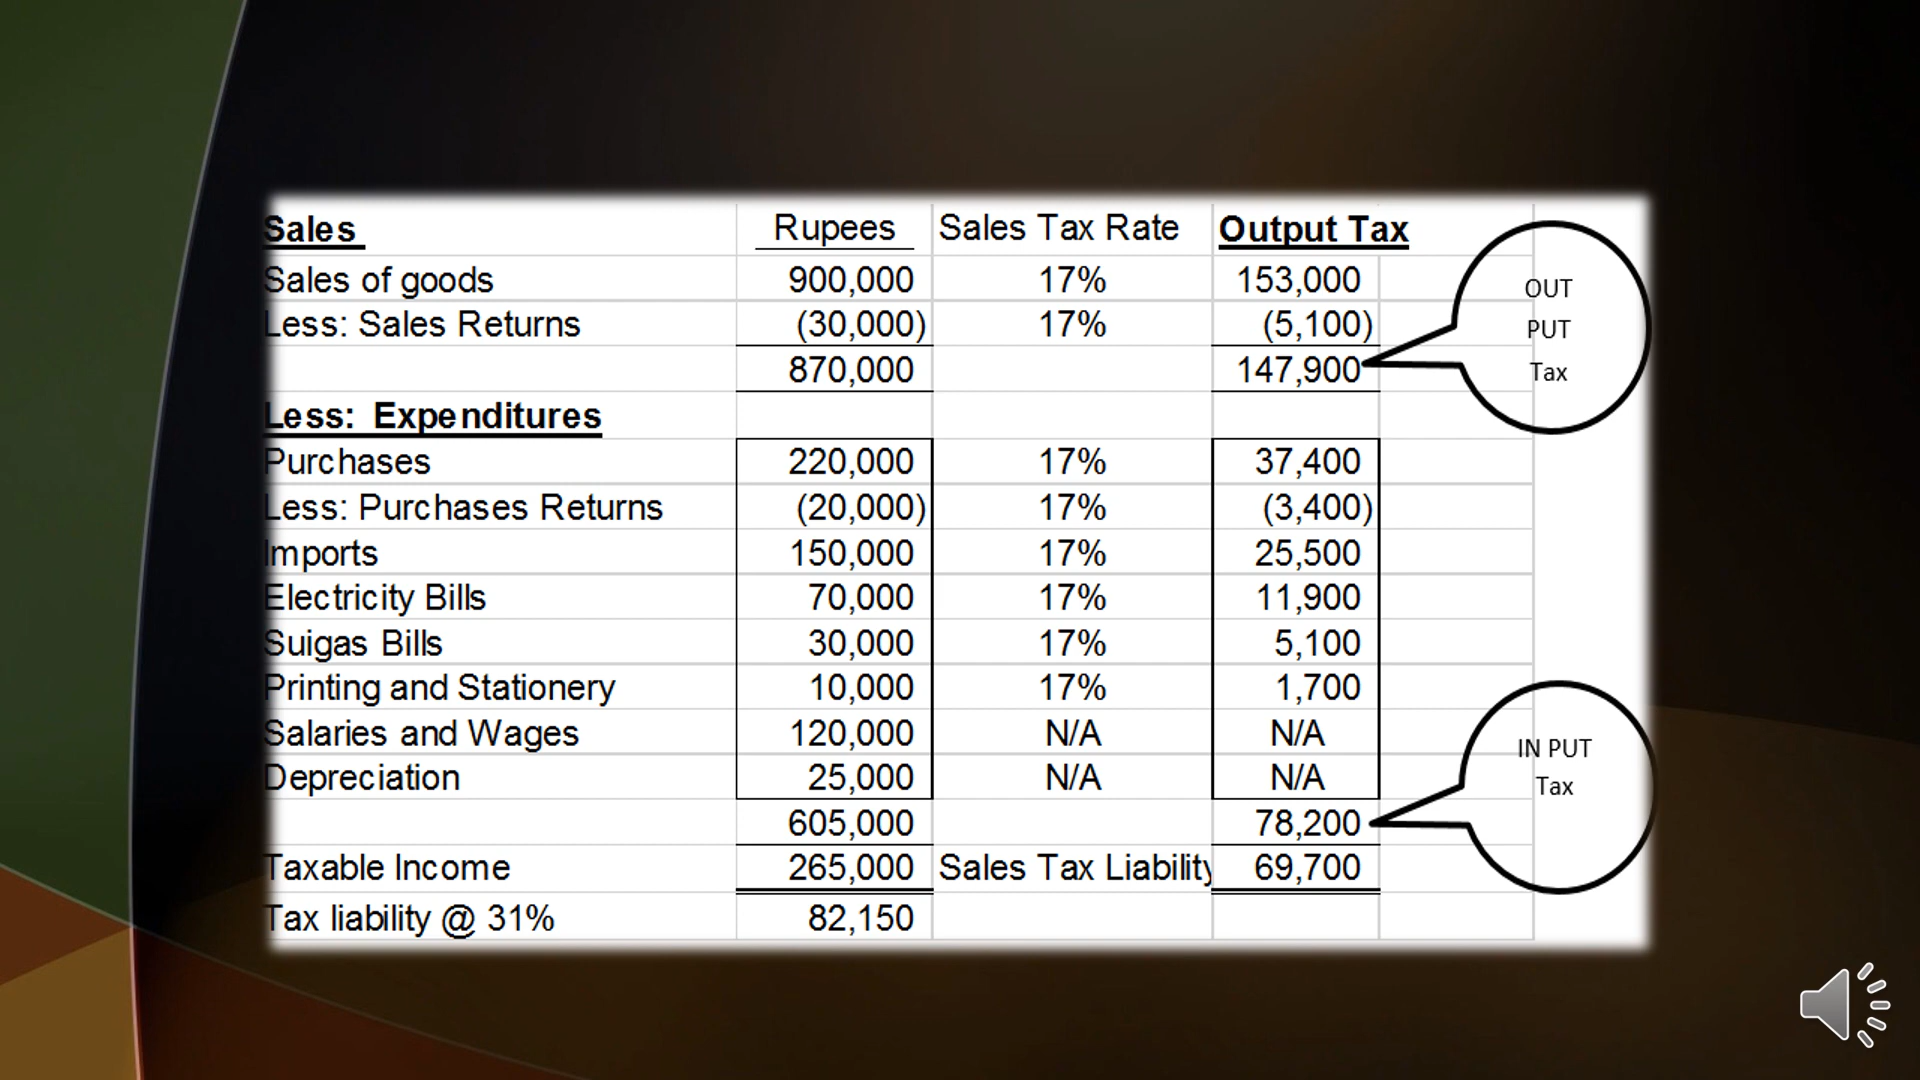 Sales Rupees Sales Tax Rate Output Tax
Sales of goods 900,000 17% 153,000
Less: Sales Returns (30,000) 17% (5,100)
870,000 147,900
OUT
PUT
Tax
Less: Expenditures
Purchases 220,000 17% 37,400
Less: Purchases Returns (20,000) 17% (3,400)
Imports 150,000 17% 25,500
Electricity Bills 70,000 17% 11,900
Suigas Bills 30,000 17% 5,100
Printing and Stationery 10,000 17% 1,700
Salaries and Wages 120,000 N/A N/A
Depreciation 25,000 N/A N/A
605,000 78,200
IN PUT
Tax
Taxable Income 265,000 Sales Tax Liability 69,700
Tax liability @ 31% 82,150